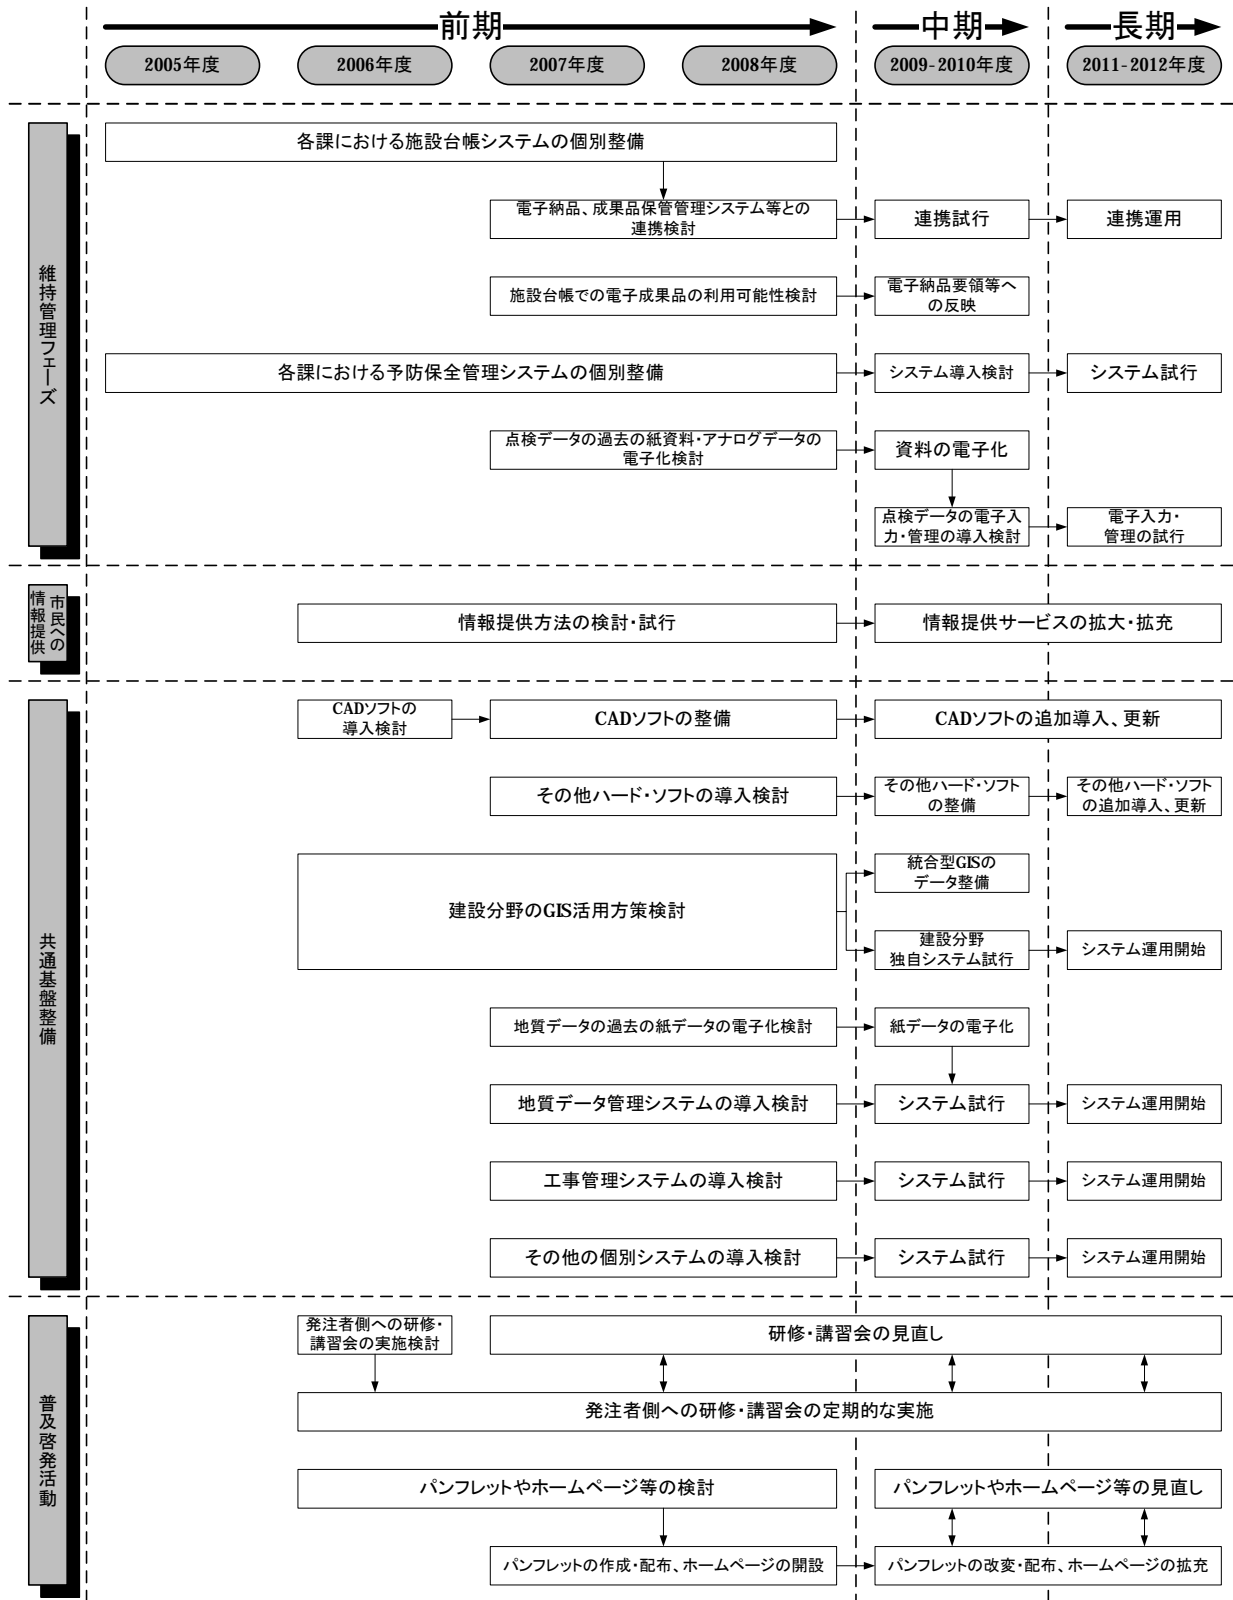 前期
中期
長期
2005年度
2006年度
2007年度
2008年度
2009-2010年度
2011-2012年度
維持管理フェーズ
各課における施設台帳システムの個別整備
電子納品、成果品保管管理システム等との
連携検討
連携試行
連携運用
施設台帳での電子成果品の利用可能性検討
電子納品要領等へ
の反映
各課における予防保全管理システムの個別整備
システム導入検討
システム試行
点検データの過去の紙資料・アナログデータの
電子化検討
資料の電子化
点検データの電子入
力・管理の導入検討
電子入力・
管理の試行
市民への
情報提供
情報提供方法の検討・試行
情報提供サービスの拡大・拡充
共通基盤整備
CADソフトの
導入検討
CADソフトの整備
CADソフトの追加導入、更新
その他ハード・ソフトの導入検討
その他ハード・ソフト
の整備
その他ハード・ソフト
の追加導入、更新
建設分野のGIS活用方策検討
統合型GISの
データ整備
建設分野
独自システム試行
システム運用開始
地質データの過去の紙データの電子化検討
紙データの電子化
地質データ管理システムの導入検討
システム試行
システム運用開始
工事管理システムの導入検討
システム試行
システム運用開始
その他の個別システムの導入検討
システム試行
システム運用開始
普及啓発活動
発注者側への研修・
講習会の実施検討
研修・講習会の見直し
発注者側への研修・講習会の定期的な実施
パンフレットやホームページ等の検討
パンフレットやホームページ等の見直し
パンフレットの作成・配布、ホームページの開設
パンフレットの改変・配布、ホームページの拡充